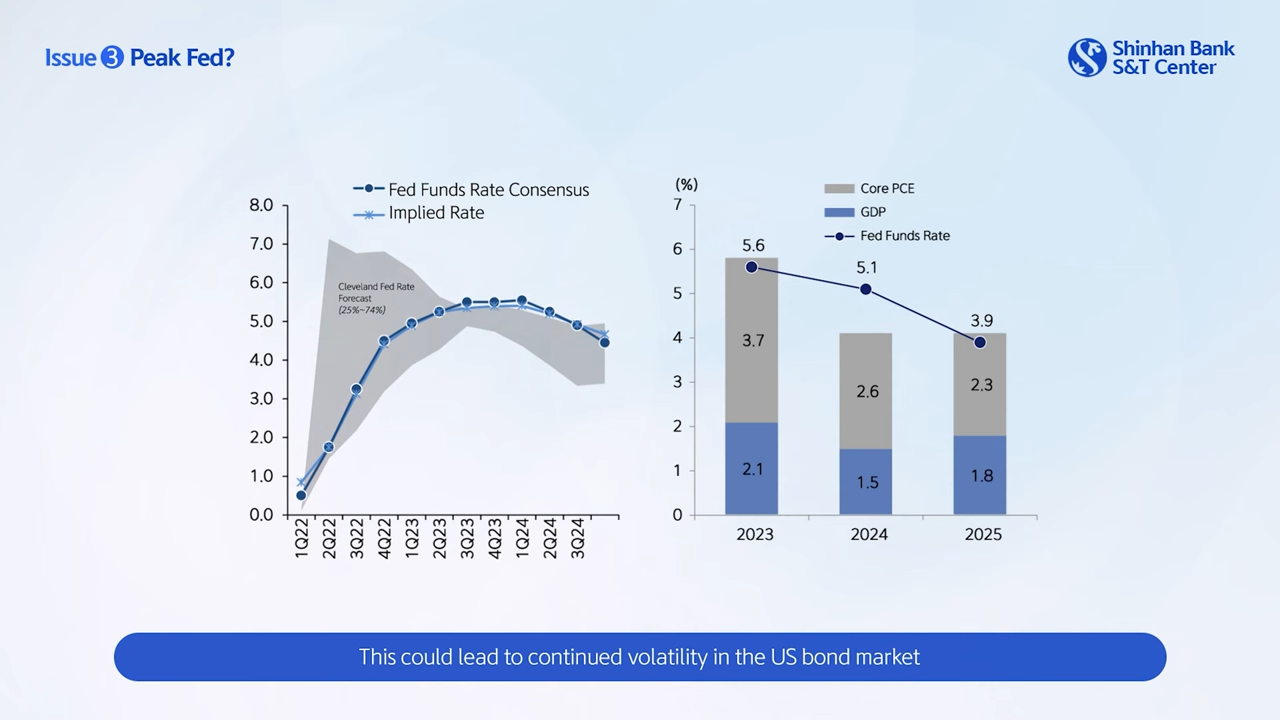 Issue 3 Peak Fed?
Shinhan Bank
S&T Center
Fed Funds Rate Consensus
Implied Rate
8.0
7.0
6.0
5.0
4.0
3.0
2.0
1.0
0.0
Cleveland Fed Rate
Forecast
(25%~74%)
1Q22
2Q22
3Q22
4Q22
1Q23
2Q23
3Q23
4Q23
1Q24
2Q24
3Q24
(%)
Core PCE
GDP
Fed Funds Rate
7
6
5
4
3
2
1
0
5.6
5.1
3.9
3.7
2.6
2.3
2.1
1.5
1.8
2023
2024
2025
This could lead to continued volatility in the US bond market